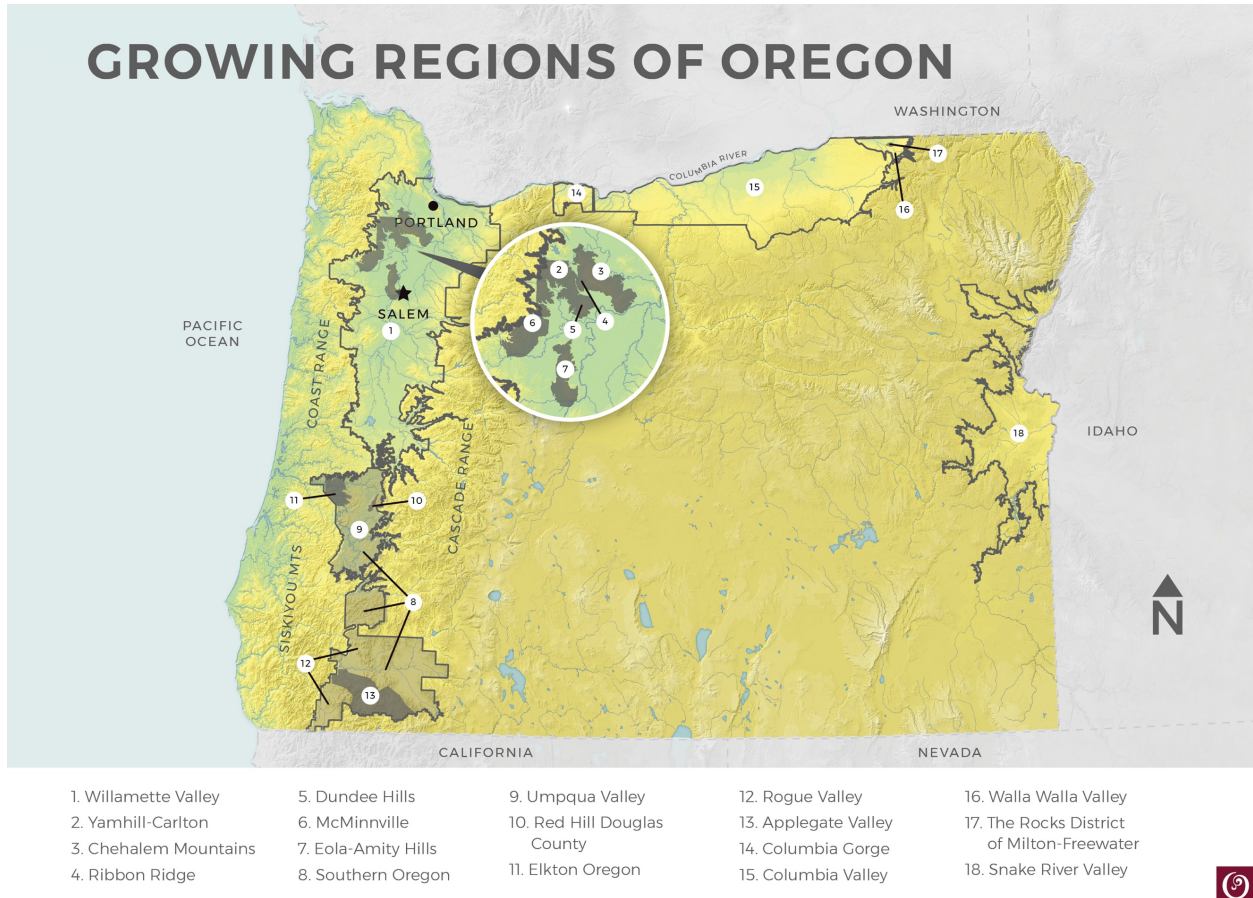 GROWING REGIONS OF OREGON
WASHINGTON
COLUMBIA RIVER
17
15
14
16
PORTLAND
2
3
SALEM
6
5
4
PACIFIC
OCEAN
1
7
COAST RANGE
IDAHO
18
CASCADE RANGE
11
10
9
SISKIYOU MTS
8
N
12
13
CALIFORNIA
NEVADA
1. Willamette Valley
2. Yamhill-Carlton
3. Chehalem Mountains
4. Ribbon Ridge
5. Dundee Hills
6. McMinnville
7. Eola-Amity Hills
8. Southern Oregon
9. Umpqua Valley
10. Red Hill Douglas
County
11. Elkton Oregon
12. Rogue Valley
13. Applegate Valley
14. Columbia Gorge
15. Columbia Valley
16. Walla Walla Valley
17. The Rocks District
of Milton-Freewater
18. Snake River Valley